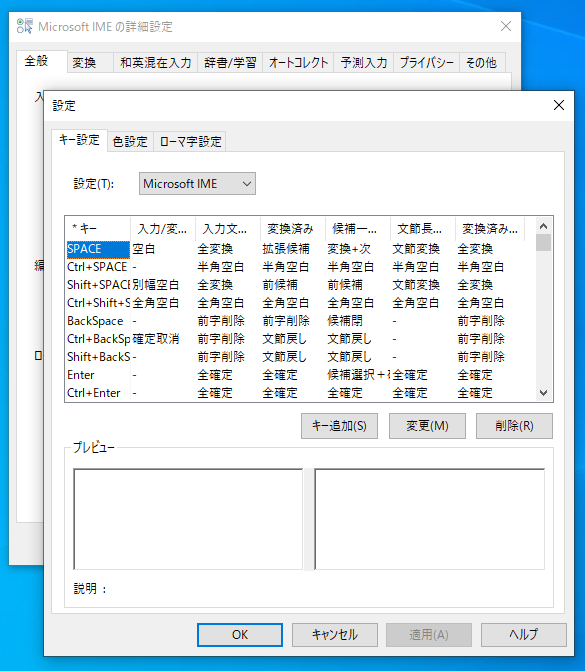 Microsoft IME の詳細設定
全般 変換 和英混在入力 辞書/学習 オートコレクト 予測入力 プライバシー その他
設定
キー設定 色設定 ローマ字設定
設定(T): Microsoft IME
* キー 入力/変... 入力文... 変換済み 候補一... 文節長... 変換済み...
SPACE 空白 全変換 拡張候補 変換+次 文節変換 全変換
Ctrl+SPACE - 半角空白 半角空白 半角空白 半角空白 半角空白
Shift+SPACE 別幅空白 全変換 前候補 前候補 文節変換 全変換
Ctrl+Shift+S 全角空白 全角空白 全角空白 全角空白 全角空白 全角空白
BackSpace - 前字削除 前字削除 候補閉 - 前字削除
Ctrl+BackSp 確定取消 前字削除 文節戻し 文節戻し - 前字削除
Shift+BackS - 前字削除 文節戻し 文節戻し - 前字削除
Enter - 全確定 全確定 候補選択+ 全確定 全確定
Ctrl+Enter - 全確定 全確定 全確定 全確定 全確定
キー追加(S) 変更(M) 削除(R)
プレビュー
説明 :
OK キャンセル 適用(A) ヘルプ